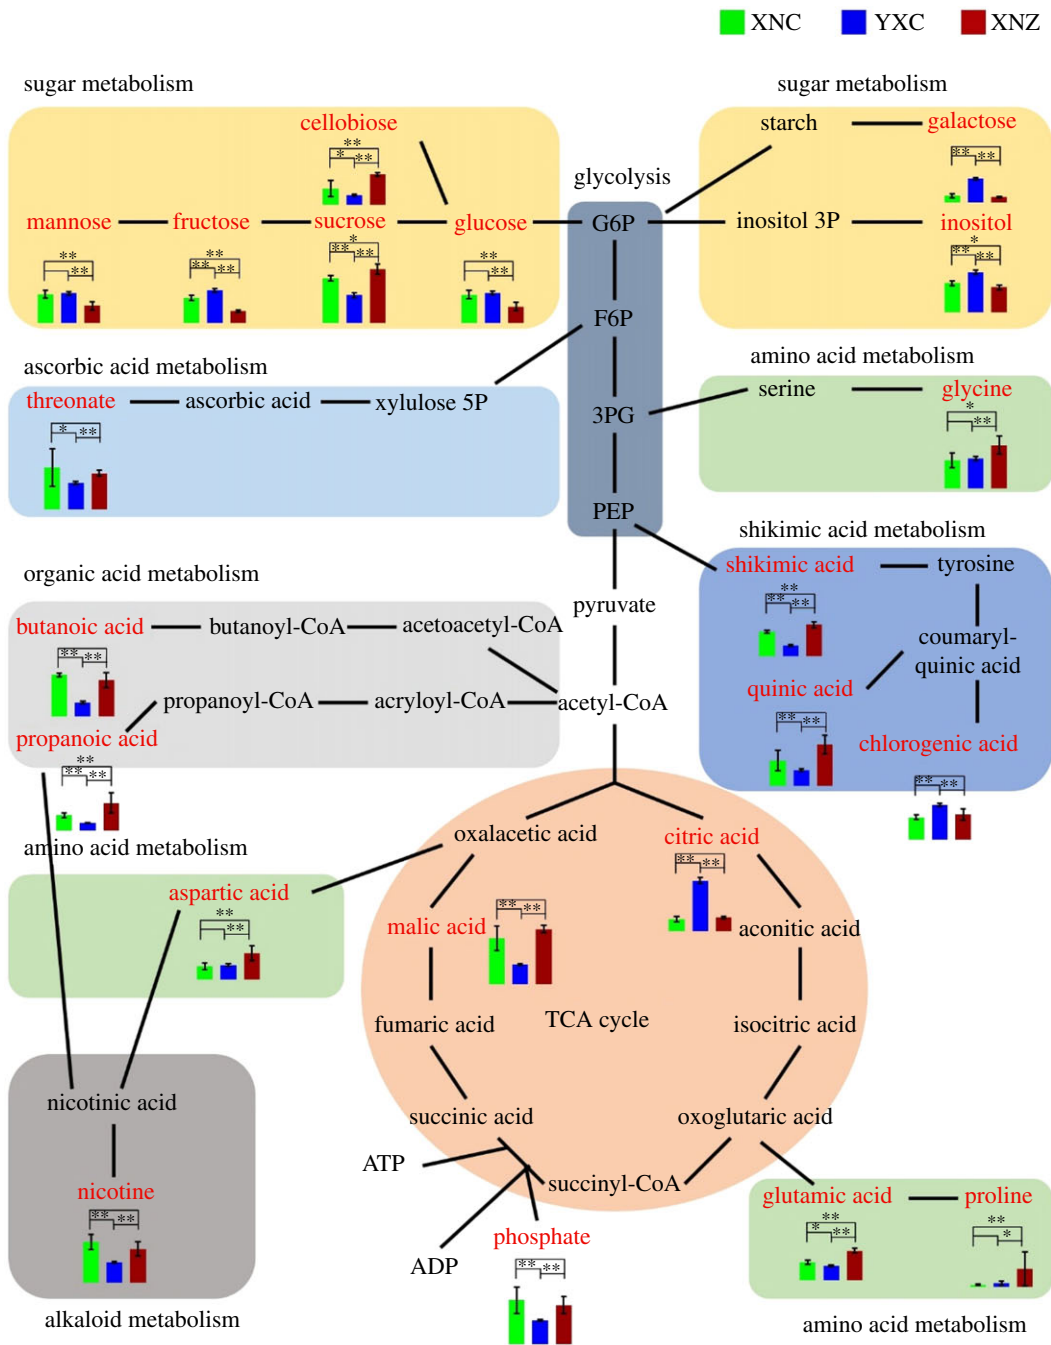 XNC YXC XNZ
sugar metabolism
sugar metabolism
cellobiose
** 
* **
starch
galactose
** **
glycolysis
mannose
fructose
sucrose
glucose
G6P
inositol 3P
inositol
**
**
**
** **
*
** **
**
**
*
** **
F6P
ascorbic acid metabolism
amino acid metabolism
threonate
ascorbic acid
xylulose 5P
serine
glycine
* **
3PG
*
**
PEP
shikimic acid metabolism
organic acid metabolism
shikimic acid
tyrosine
**
** **
pyruvate
butanoic acid
butanoyl-CoA
acetoacetyl-CoA
** **
coumaryl-
quinic acid
propanoyl-CoA
acryloyl-CoA
acetyl-CoA
quinic acid
** **
propanoic acid
**
** **
chlorogenic acid
** **
amino acid metabolism
oxalacetic acid
citric acid
** **
aspartic acid
**
**
malic acid
** **
aconitic acid
fumaric acid
TCA cycle
isocitric acid
nicotinic acid
succinic acid
oxoglutaric acid
ATP
succinyl-CoA
nicotine
** **
glutamic acid
proline
**
* **
**
*
phosphate
** **
ADP
alkaloid metabolism
amino acid metabolism